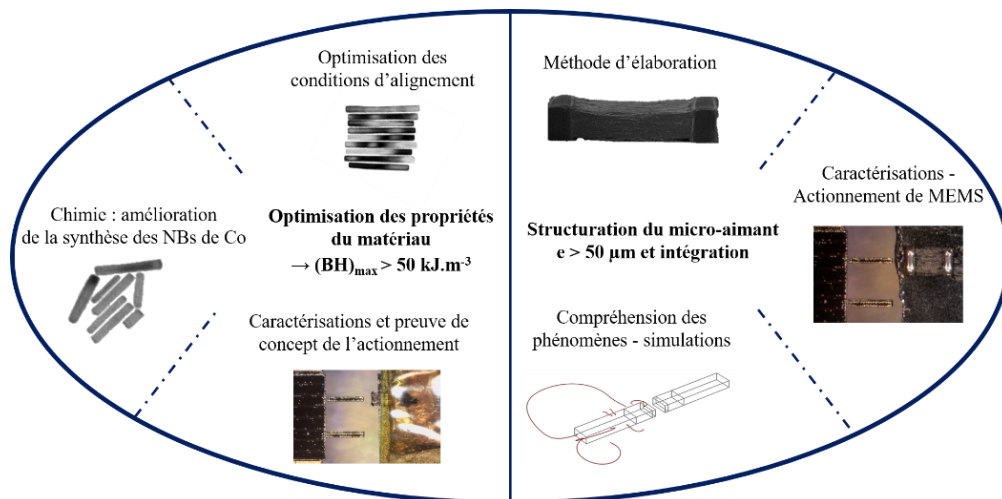 Optimisation des
conditions d'alignement
Chimie : amélioration
de la synthèse des NBs de Co
Optimisation des propriétés
du matériau
→ (BH)max > 50 kJ.m-3
Caractérisations et preuve de
concept de l'actionnement
Méthode d'élaboration
Caractérisations -
Actionnement de MEMS
Structuration du micro-aimant
e > 50 µm et intégration
Compréhension des
phénomènes - simulations